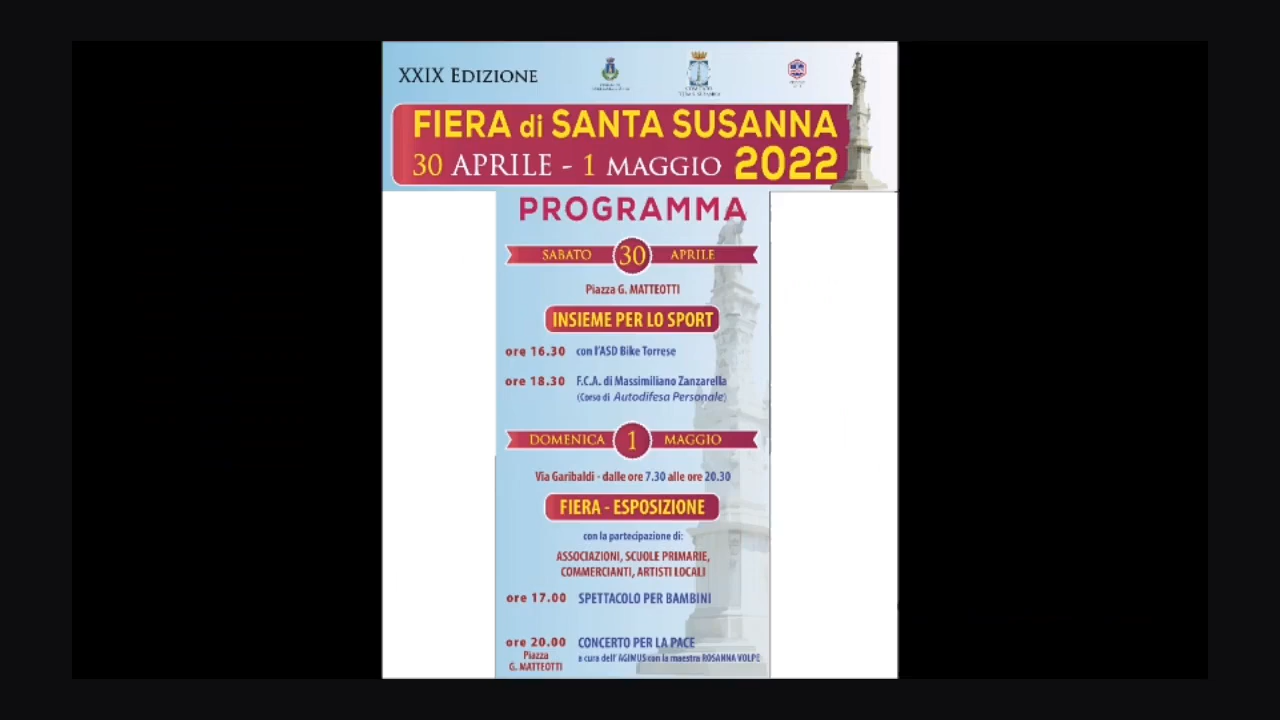 XXIX EDIZIONE
FIERA di SANTA SUSANNA
30 APRILE - 1 MAGGIO 2022
PROGRAMMA
SABATO 30 APRILE
Piazza G. MATTEOTTI
INSIEME PER LO SPORT
ore 16.30 con l'ASD Bike Torrese
ore 18.30 F.C.A. di Massimiliano Zanzarella
(Corso di Autodifesa Personale)
DOMENICA 1 MAGGIO
Via Garibaldi - dalle ore 7.30 alle ore 20.30
FIERA - ESPOSIZIONE
con la partecipazione di:
ASSOCIAZIONI, SCUOLE PRIMARIE,
COMMERCIANTI, ARTISTI LOCALI
ore 17.00 SPETTACOLO PER BAMBINI
ore 20.00 CONCERTO PER LA PACE
Piazza a cura dell'AGIMUS con la maestra ROSANNA VOLPE
G. MATTEOTTI